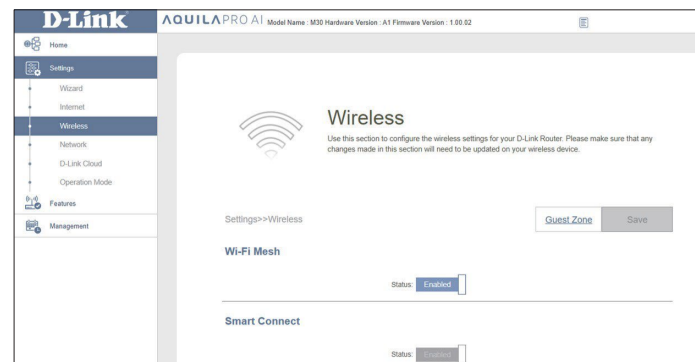 D-Link
AQUILA PRO AI Model Name : M30 Hardware Version : A1 Firmware Version : 1.00.02
Home
Settings
Wizard
Internet
Wireless
Network
D-Link Cloud
Operation Mode
Features
Management
Wireless
Use this section to configure the wireless settings for your D-Link Router. Please make sure that any
changes made in this section will need to be updated on your wireless device.
Settings>>Wireless
Guest Zone
Save
Wi-Fi Mesh
Status: Enabled
Smart Connect
Status: Enabled